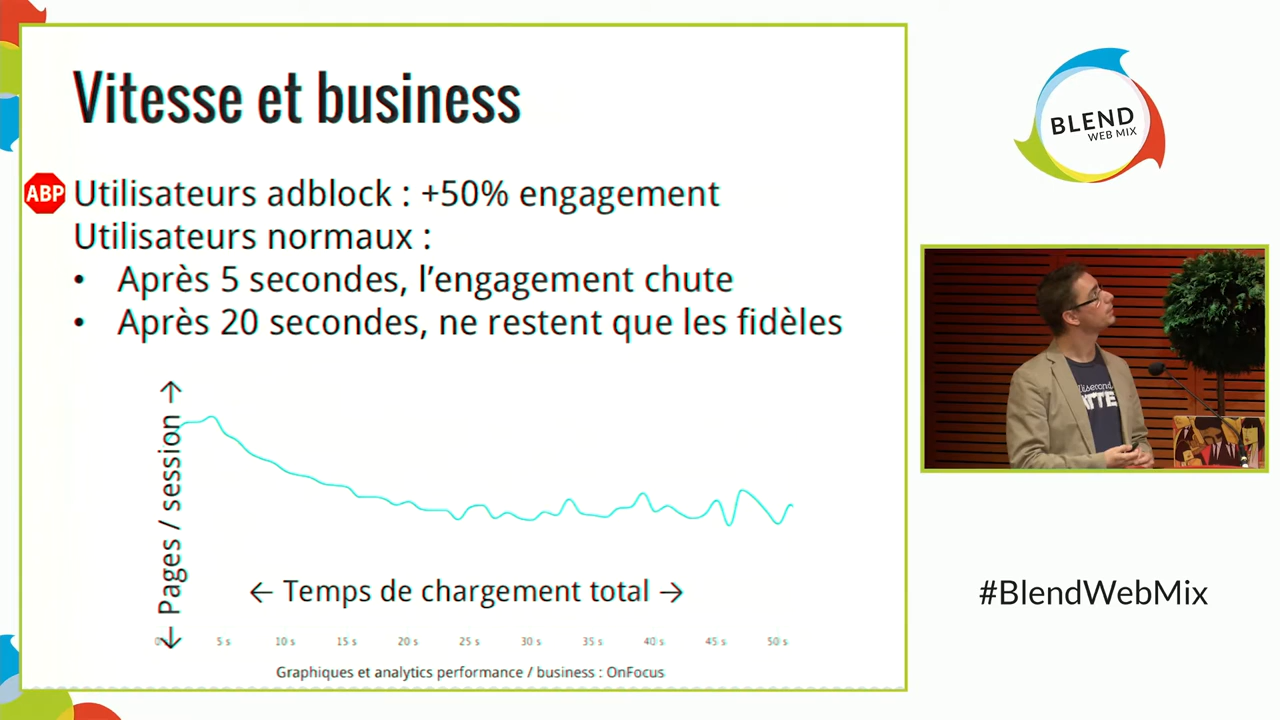 Vitesse et business
ABP
Utilisateurs adblock : +50% engagement
Utilisateurs normaux :
• Après 5 secondes, l’engagement chute
• Après 20 secondes, ne restent que les fidèles
← Pages / session →
← Temps de chargement total →
5 s 10 s 15 s 20 s 25 s 30 s 35 s 40 s 45 s 50 s
Graphiques et analytics performance / business : OnFocus
BLEND
WEB MIX
#BlendWebMix